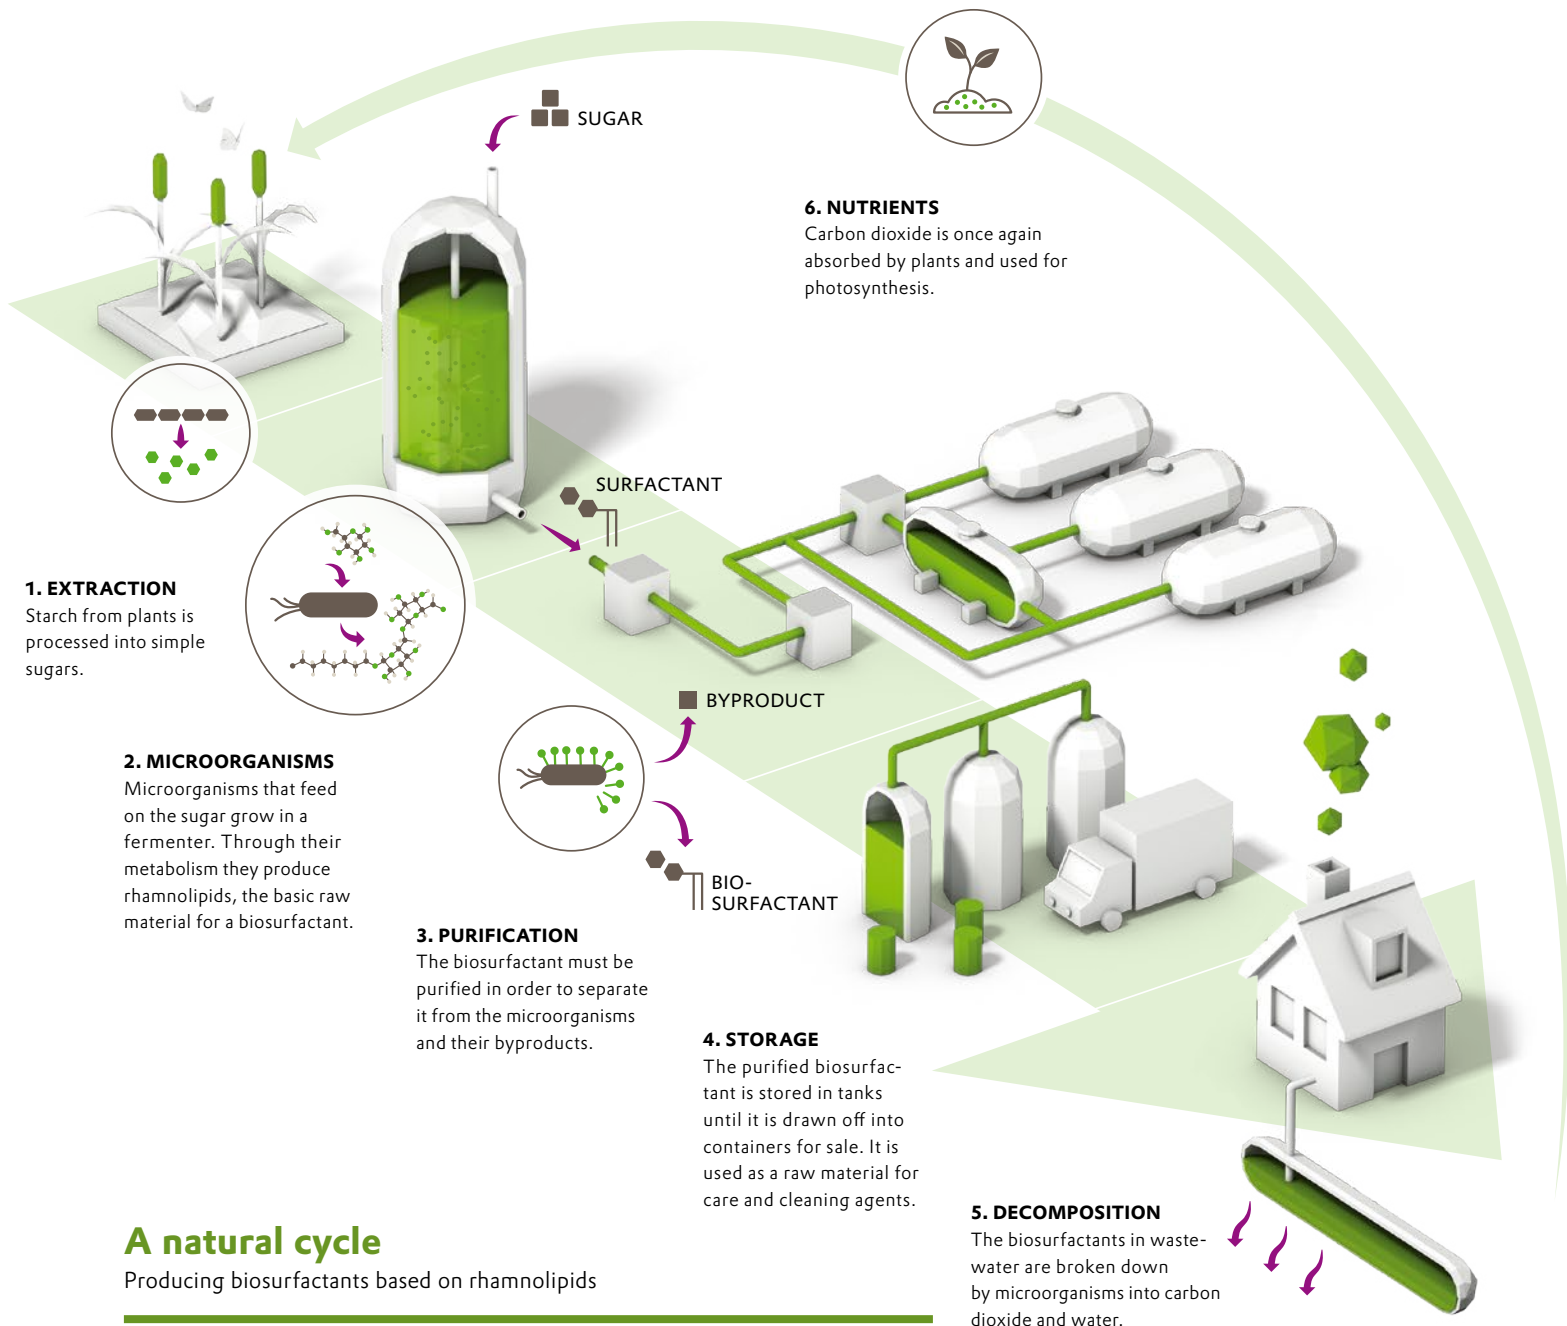 SUGAR
6. NUTRIENTS
Carbon dioxide is once again
absorbed by plants and used for
photosynthesis.
SURFACTANT
1. EXTRACTION
Starch from plants is
processed into simple
sugars.
BYPRODUCT
2. MICROORGANISMS
Microorganisms that feed
on the sugar grow in a
fermenter. Through their
metabolism they produce
rhamnolipids, the basic raw
material for a biosurfactant.
BIO-
SURFACTANT
3. PURIFICATION
The biosurfactant must be
purified in order to separate
it from the microorganisms
and their byproducts.
4. STORAGE
The purified biosurfac-
tant is stored in tanks
until it is drawn off into
containers for sale. It is
used as a raw material for
care and cleaning agents.
5. DECOMPOSITION
The biosurfactants in waste-
water are broken down
by microorganisms into carbon
dioxide and water.
A natural cycle
Producing biosurfactants based on rhamnolipids